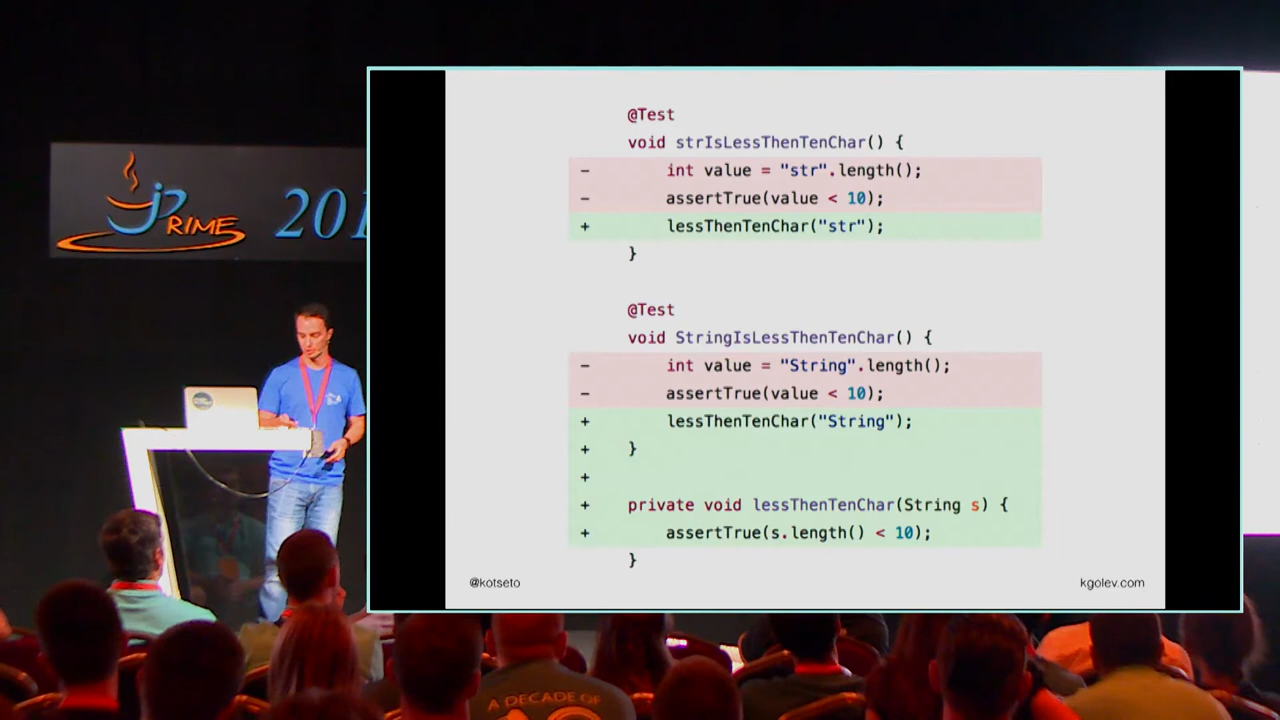 JPRIME 201
@Test
void strIsLessThenTenChar() {
- int value = "str".length();
- assertTrue(value < 10);
+ lessThenTenChar("str");
}
@Test
void StringIsLessThenTenChar() {
- int value = "String".length();
- assertTrue(value < 10);
+ lessThenTenChar("String");
+ }
+
+ private void lessThenTenChar(String s) {
+ assertTrue(s.length() < 10);
}
@kotseto
kgolev.com
A DECADE OF